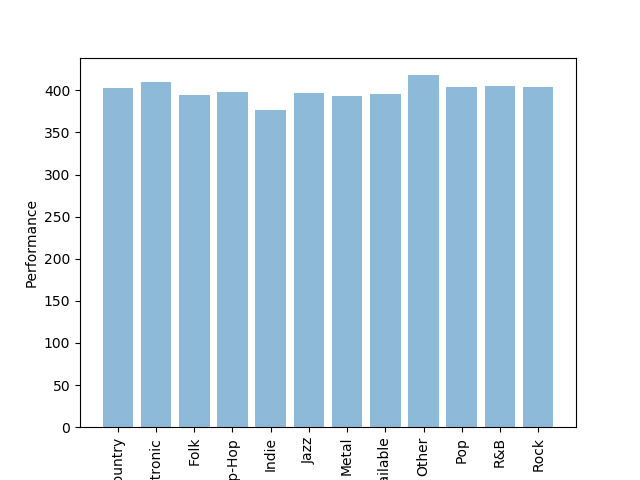 Performance
400
350
300
250
200
150
100
50
0
ountry
tronic
Folk
p-Hop
Indie
Jazz
Metal
ailable
Other
Pop
R&B
Rock